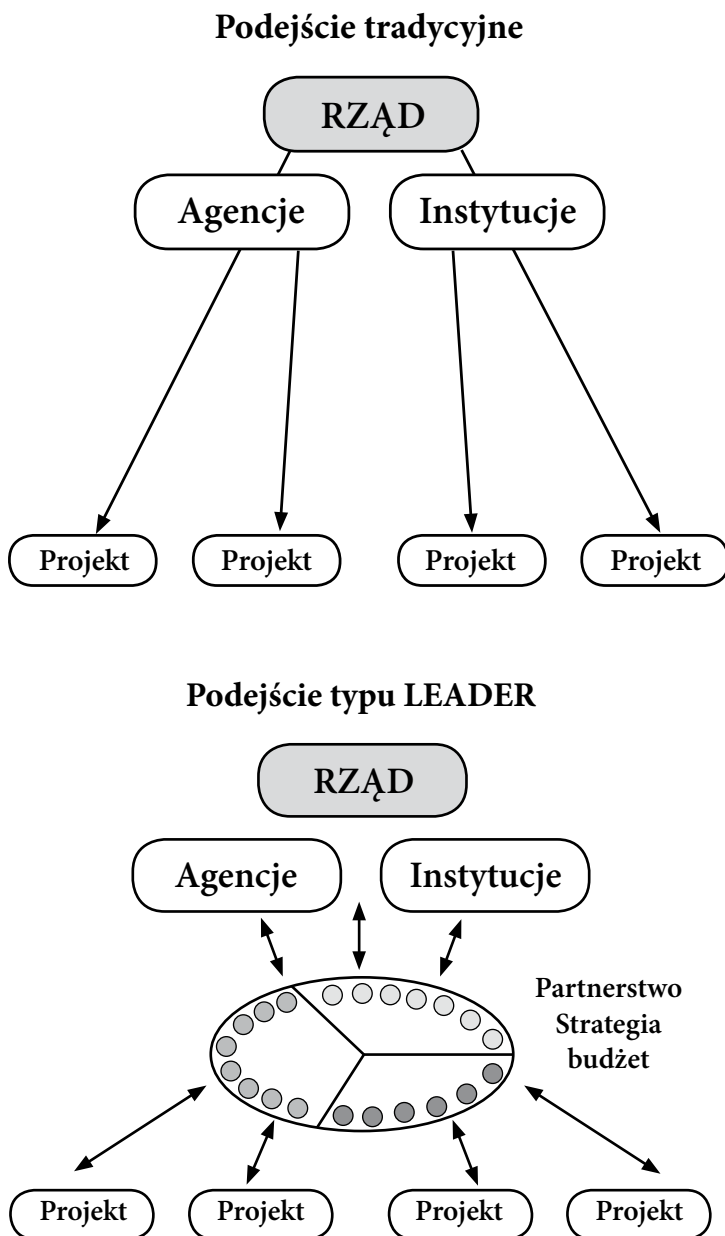 Podejście tradycyjne
RZĄD
Agencje
Instytucje
Projekt
Projekt
Projekt
Projekt
Podejście typu LEADER
RZĄD
Agencje
Instytucje
Partnerstwo
Strategia
budżet
Projekt
Projekt
Projekt
Projekt